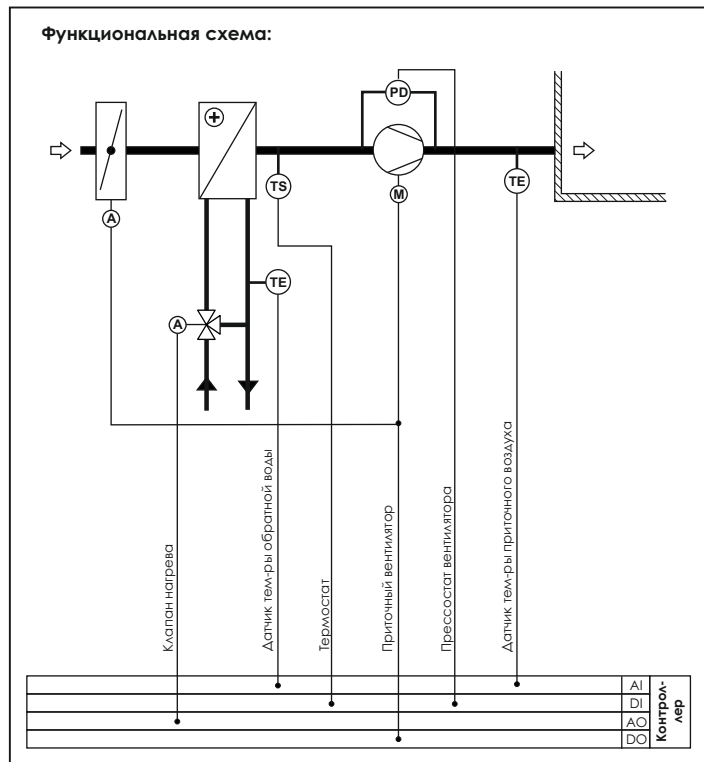 Функциональная схема:
PD
TS
M
TE
A
TE
A
Клапан нагрева
Датчик тем-ры обратной воды
Термостат
Приточный вентилятор
Прессостат вентилятора
Датчик тем-ры приточного воздуха
AI
DI
AO
DO
Контрол-
лер